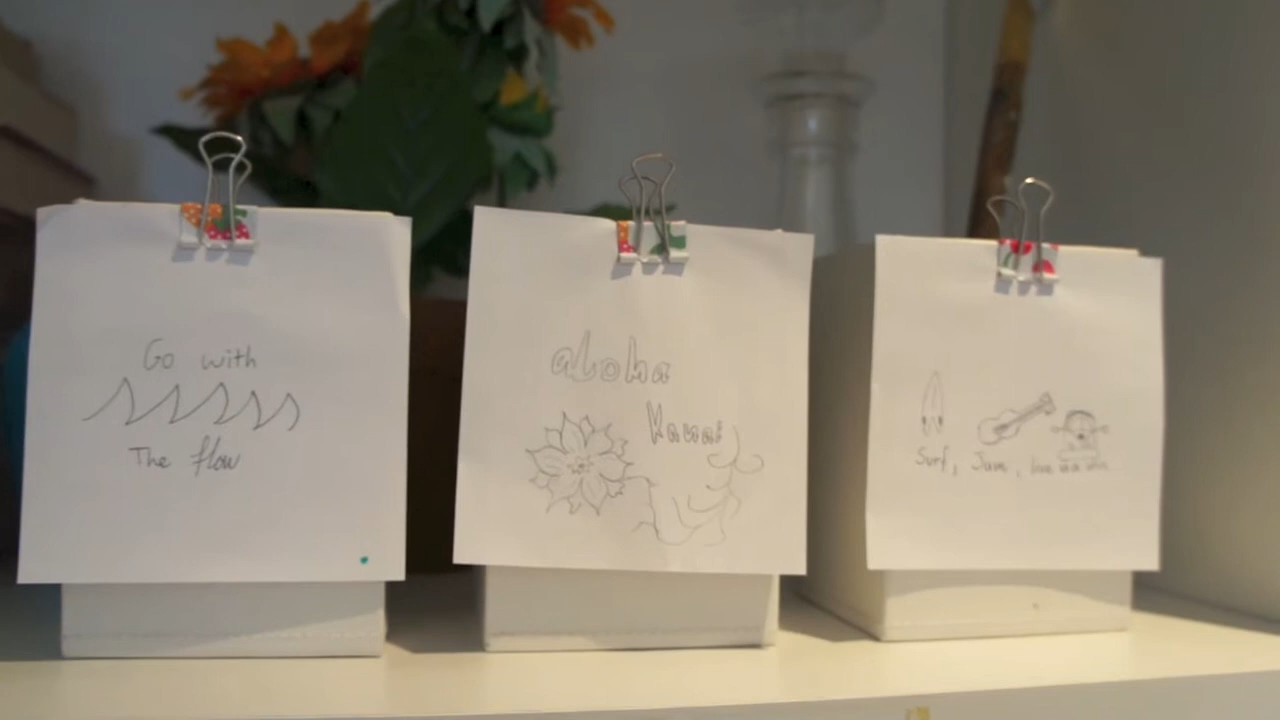 Go with
The flow
aloha
Kauai
Surf, Jam,